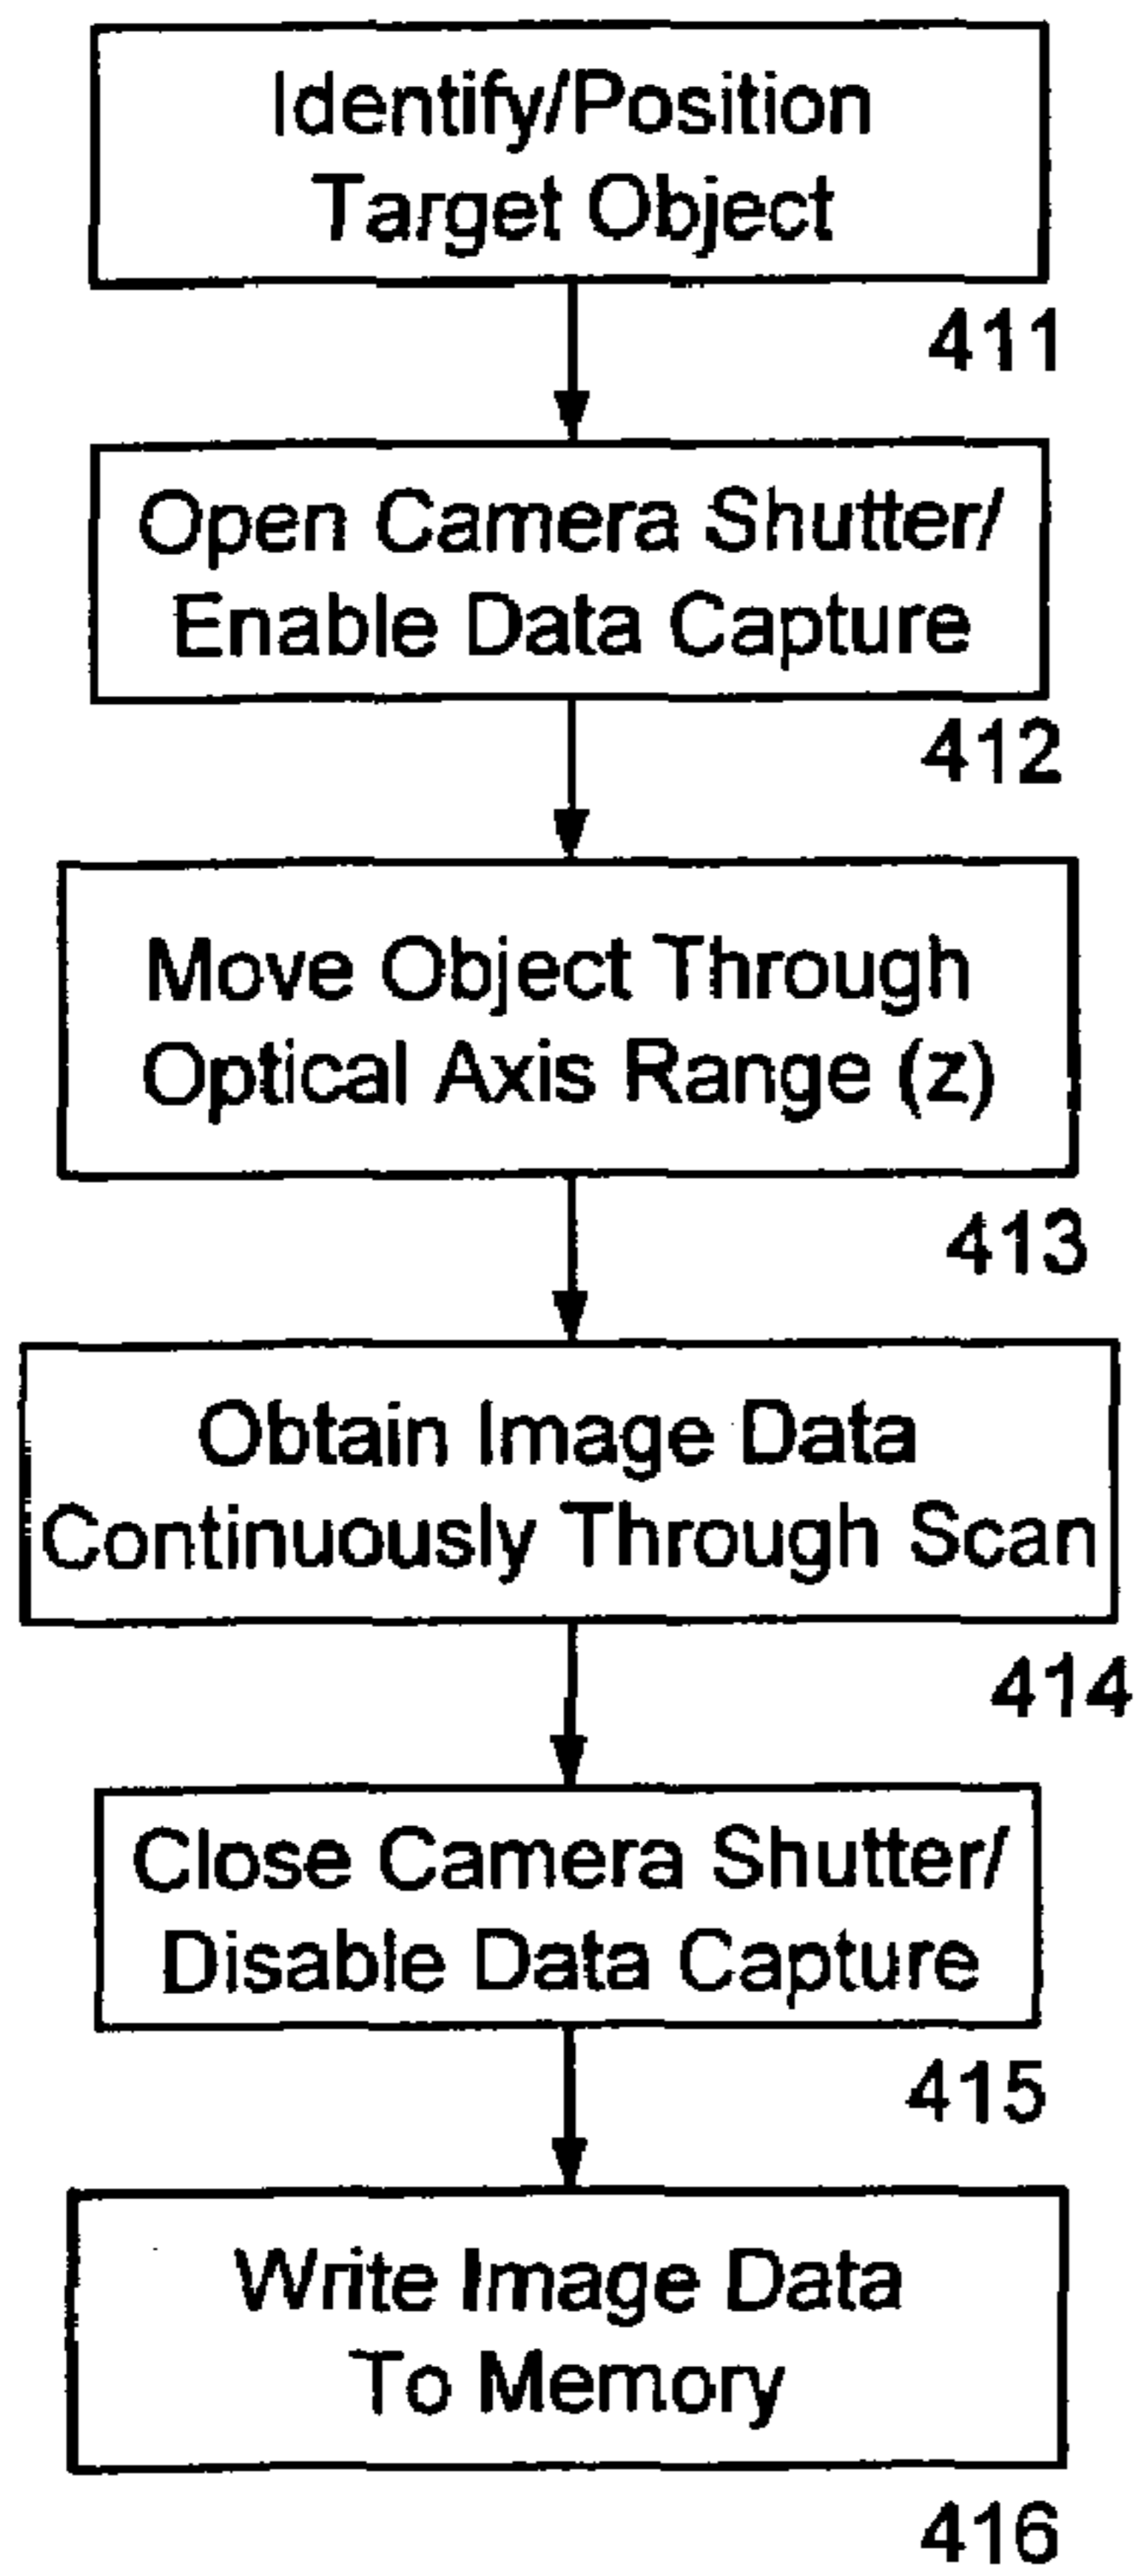 Identify/Position
Target Object
411
Open Camera Shutter/
Enable Data Capture
412
Move Object Through
Optical Axis Range (z)
413
Obtain Image Data
Continuously Through Scan
414
Close Camera Shutter/
Disable Data Capture
415
Write Image Data
To Memory
416